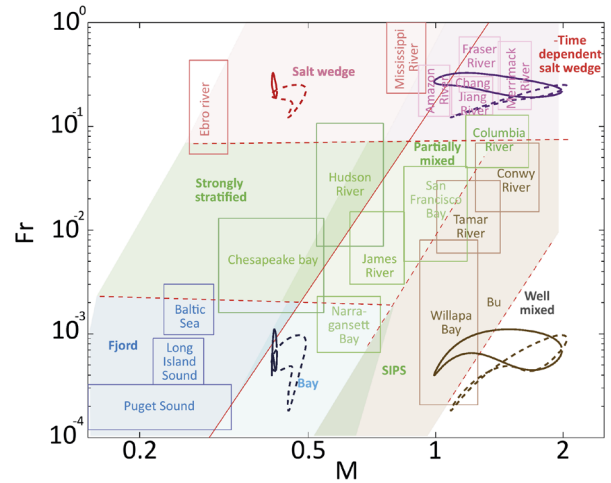 10⁰
10⁻¹
10⁻²
10⁻³
10⁻⁴
Fr
0.2
0.5
1
2
M
Salt wedge
Mississippi
River
Ebro river
Amazon
River
Fraser
River
Chang
Jiang
River
Merrimack
River
-Time
dependent-
salt wedge
Strongly
stratified
Partially
mixed
Columbia
River
Hudson
River
San
Francisco
Bay
Conwy
River
Tamar
River
Chesapeake bay
James
River
Baltic
Sea
Narra-
gansett
Bay
Willapa
Bay
Bu
Well
mixed
Fjord
Long
Island
Sound
Bay
SIPS
Puget Sound